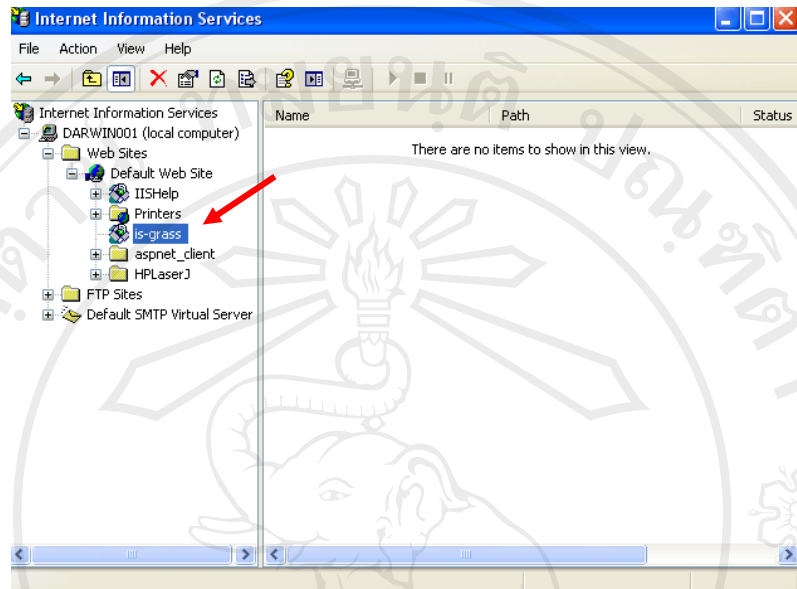 Internet Information Services
File Action View Help
Internet Information Services
DARWIN001 (local computer)
Web Sites
Default Web Site
IISHelp
Printers
is-grass
aspnet_client
HPLaserJ
FTP Sites
Default SMTP Virtual Server
Name Path Status
There are no items to show in this view.